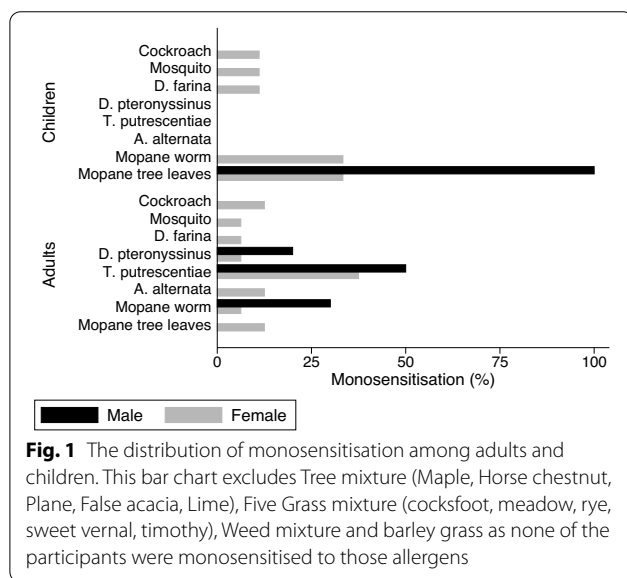 Children
Cockroach
Mosquito
D. farina
D. pteronyssinus
T. putrescentiae
A. alternata
Mopane worm
Mopane tree leaves
Adults
Cockroach
Mosquito
D. farina
D. pteronyssinus
T. putrescentiae
A. alternata
Mopane worm
Mopane tree leaves
0 25 50 75 100
Monosensitisation (%)
Male Female
Fig. 1 The distribution of monosensitisation among adults and
children. This bar chart excludes Tree mixture (Maple, Horse chestnut,
Plane, False acacia, Lime), Five Grass mixture (cocksfoot, meadow, rye,
sweet vernal, timothy), Weed mixture and barley grass as none of the
participants were monosensitised to those allergens